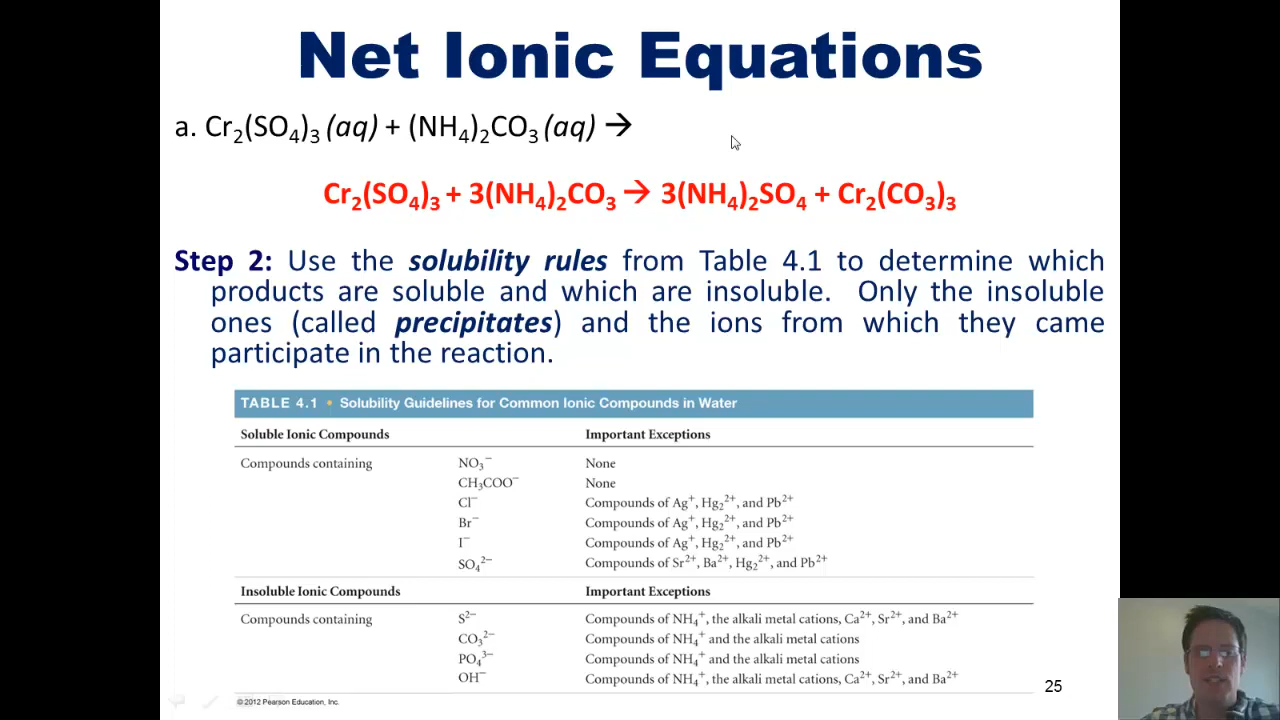 Net Ionic Equations
a. Cr₂(SO₄)₃ (aq) + (NH₄)₂CO₃ (aq) →
Cr₂(SO₄)₃ + 3(NH₄)₂CO₃ → 3(NH₄)₂SO₄ + Cr₂(CO₃)₃
Step 2: Use the solubility rules from Table 4.1 to determine which
products are soluble and which are insoluble. Only the insoluble
ones (called precipitates) and the ions from which they came
participate in the reaction.
TABLE 4.1 • Solubility Guidelines for Common Ionic Compounds in Water
Soluble Ionic Compounds Important Exceptions
Compounds containing NO₃⁻ None
CH₃COO⁻ None
Cl⁻ Compounds of Ag⁺, Hg₂²⁺, and Pb²⁺
Br⁻ Compounds of Ag⁺, Hg₂²⁺, and Pb²⁺
I⁻ Compounds of Ag⁺, Hg₂²⁺, and Pb²⁺
SO₄²⁻ Compounds of Sr²⁺, Ba²⁺, Hg₂²⁺, and Pb²⁺
Insoluble Ionic Compounds Important Exceptions
Compounds containing S²⁻ Compounds of NH₄⁺, the alkali metal cations, Ca²⁺, Sr²⁺, and Ba²⁺
CO₃²⁻ Compounds of NH₄⁺ and the alkali metal cations
PO₄³⁻ Compounds of NH₄⁺ and the alkali metal cations
OH⁻ Compounds of NH₄⁺, the alkali metal cations, Ca²⁺, Sr²⁺, and Ba²⁺
© 2012 Pearson Education, Inc.
25